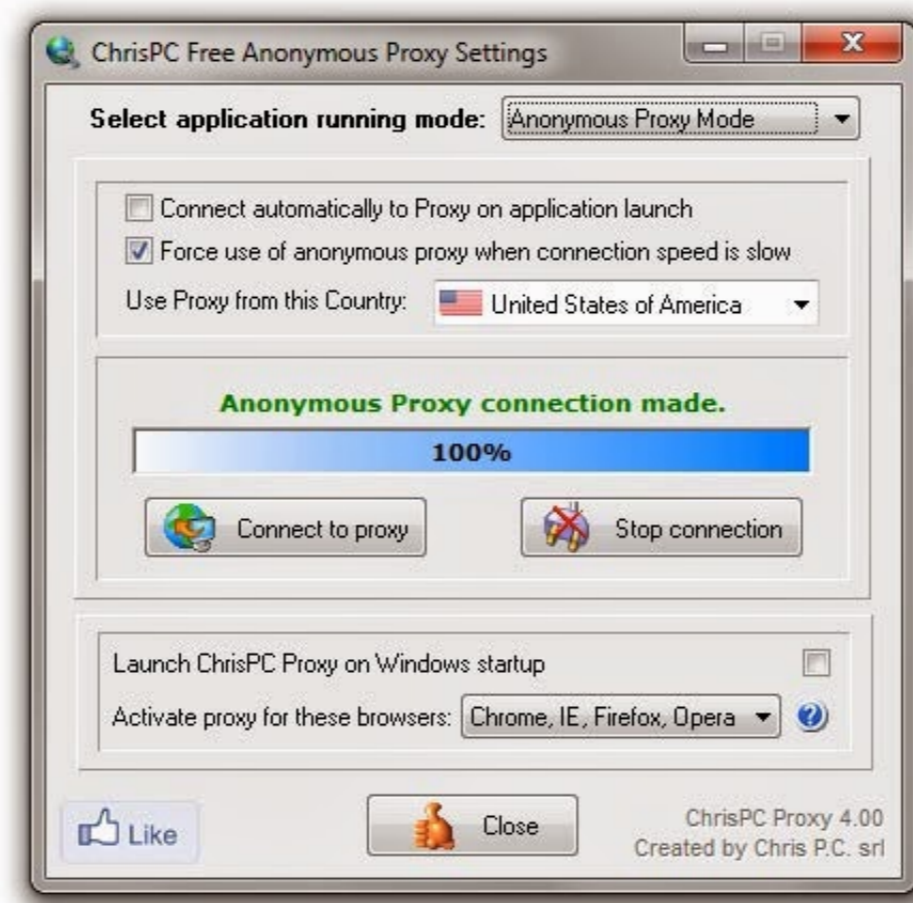 ChrisPC Free Anonymous Proxy Settings
Select application running mode: Anonymous Proxy Mode
Connect automatically to Proxy on application launch
Force use of anonymous proxy when connection speed is slow
Use Proxy from this Country: United States of America
Anonymous Proxy connection made.
100%
Connect to proxy Stop connection
Launch ChrisPC Proxy on Windows startup
Activate proxy for these browsers: Chrome, IE, Firefox, Opera ?
Like Close ChrisPC Proxy 4.00
Created by Chris P.C. srl